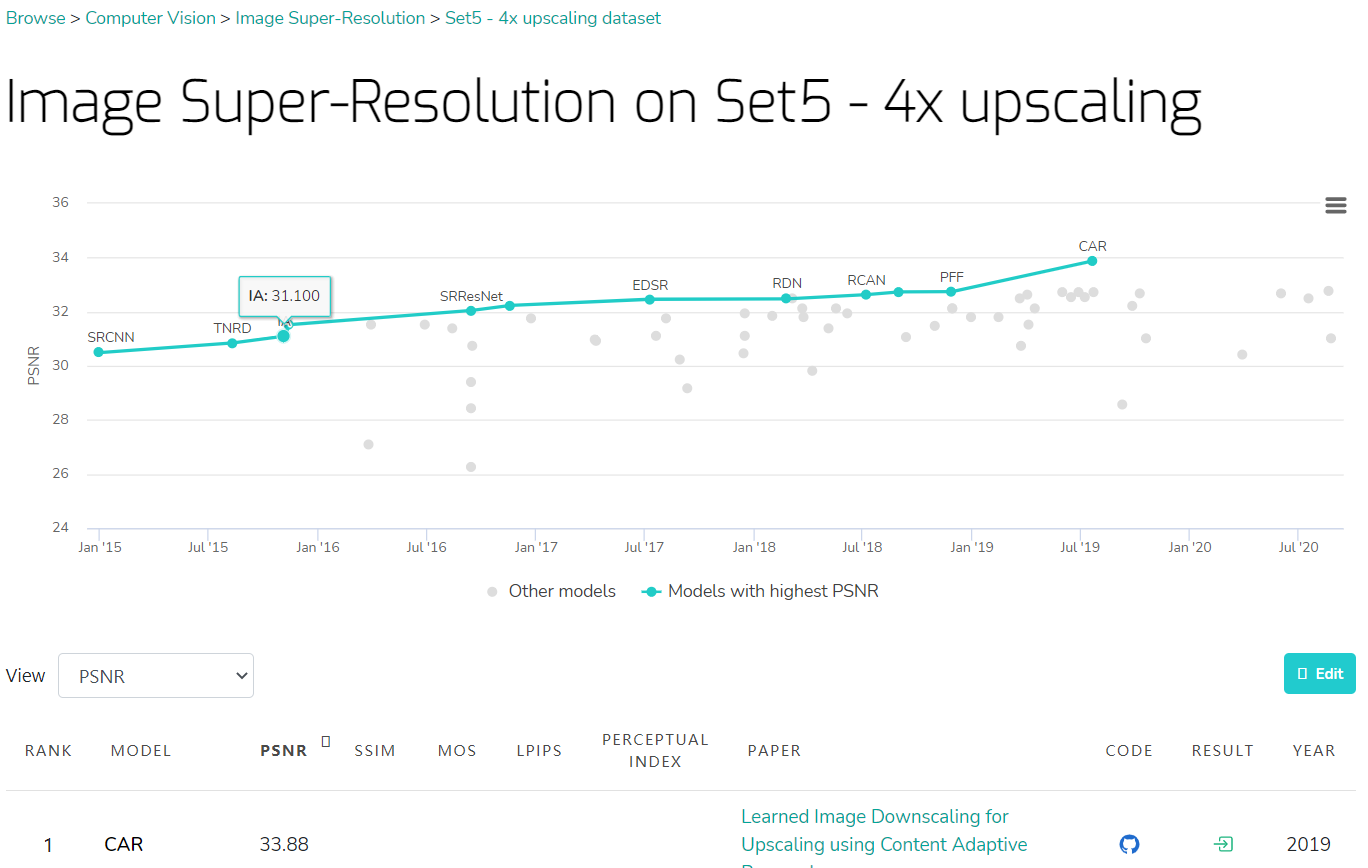 Browse > Computer Vision > Image Super-Resolution > Set5 - 4x upscaling dataset
Image Super-Resolution on Set5 - 4x upscaling
36
34
32
30
28
26
24
PSNR
SRCNN
TNRD
IA: 31.100
SRResNet
EDSR
RDN
RCAN
PFF
CAR
Jan '15
Jul '15
Jan '16
Jul '16
Jan '17
Jul '17
Jan '18
Jul '18
Jan '19
Jul '19
Jan '20
Jul '20
Other models
Models with highest PSNR
View
PSNR
Edit
RANK MODEL PSNR SSIM MOS LPIPS PERCEPTUAL INDEX PAPER CODE RESULT YEAR
1 CAR 33.88 Learned Image Downscaling for
Upscaling using Content Adaptive
2019